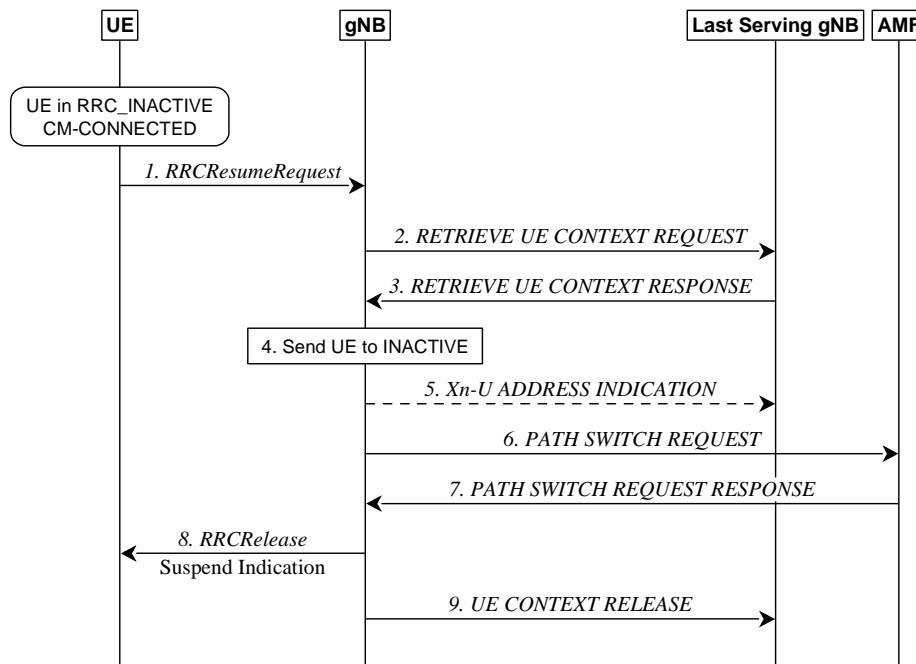 UE gNB Last Serving gNB AMF
UE in RRC_INACTIVE
CM-CONNECTED
1. RRCResumeRequest
2. RETRIEVE UE CONTEXT REQUEST
3. RETRIEVE UE CONTEXT RESPONSE
4. Send UE to INACTIVE
5. Xn-U ADDRESS INDICATION
6. PATH SWITCH REQUEST
7. PATH SWITCH REQUEST RESPONSE
8. RRCRelease
Suspend Indication
9. UE CONTEXT RELEASE